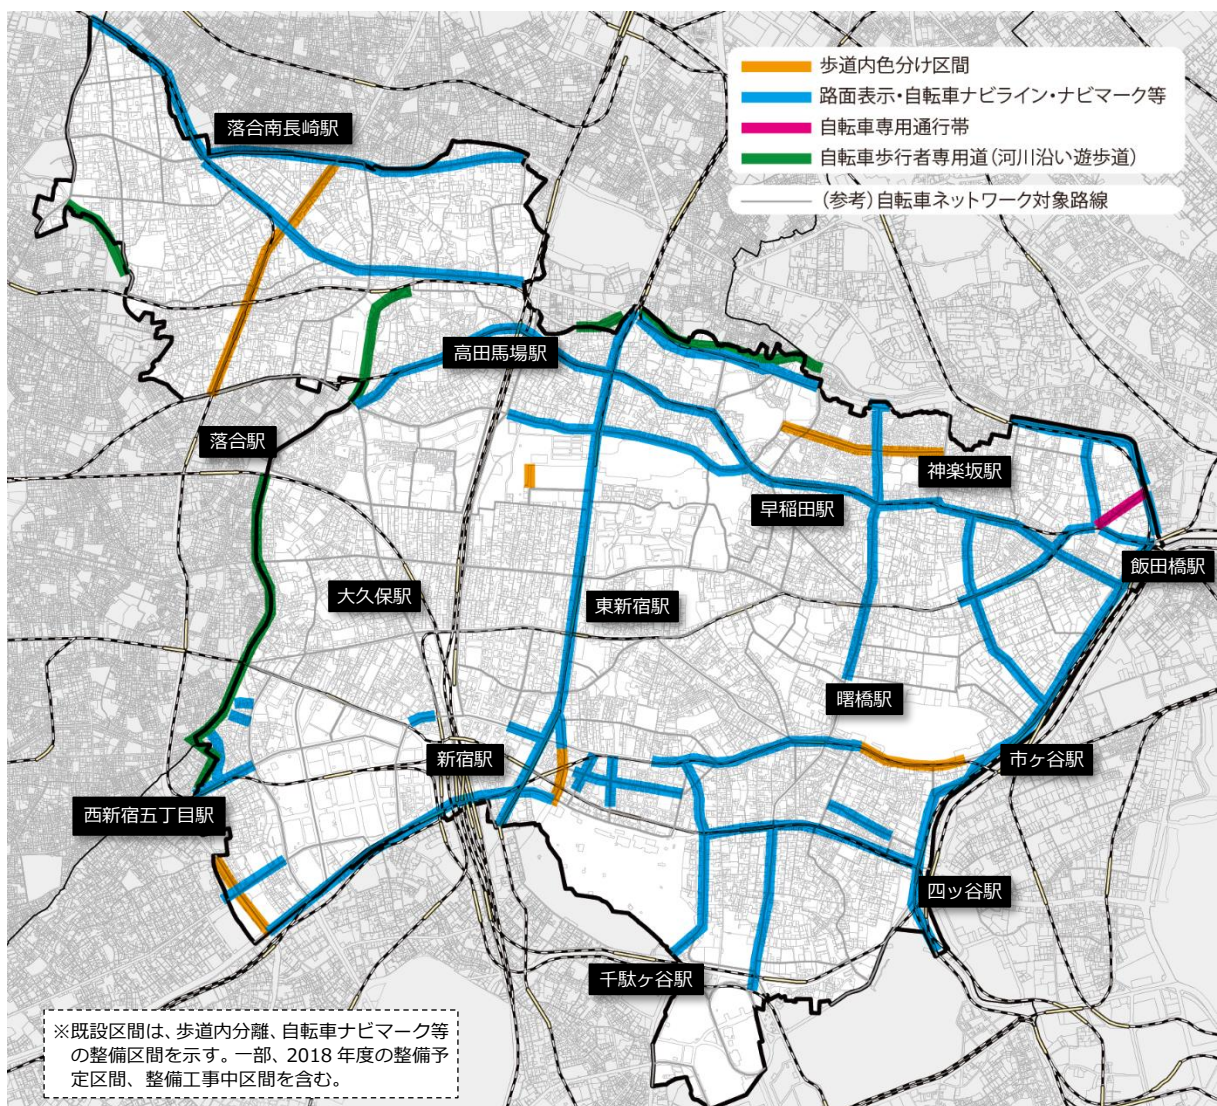 歩道内色分け区間
路面表示・自転車ナビライン・ナビマーク等
自転車専用通行帯
自転車歩行者専用道(河川沿い遊歩道)
(参考)自転車ネットワーク対象路線
落合南長崎駅
高田馬場駅
落合駅
神楽坂駅
早稲田駅
飯田橋駅
大久保駅
東新宿駅
曙橋駅
新宿駅
市ヶ谷駅
西新宿五丁目駅
四ッ谷駅
千駄ヶ谷駅
※既設区間は、歩道内分離、自転車ナビマーク等
の整備区間を示す。一部、2018 年度の整備予
定区間、整備工事中区間を含む。